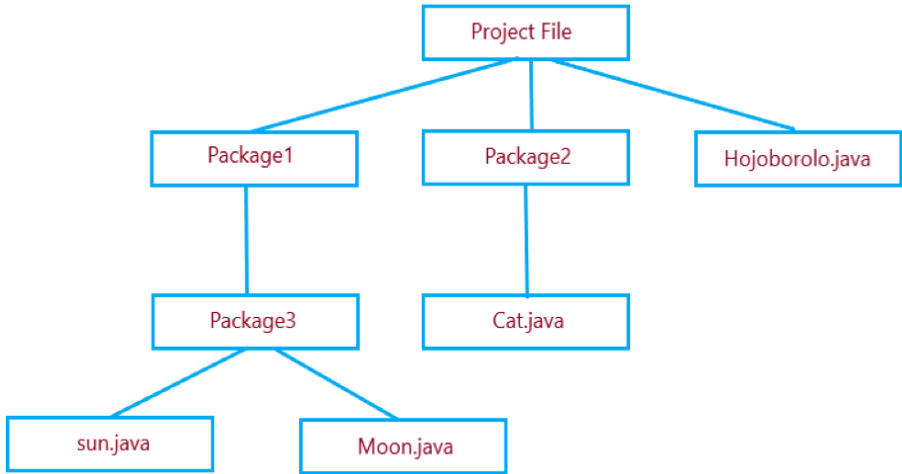 Project File
Package1
Package2
Hojoborolo.java
Package3
Cat.java
sun.java
Moon.java